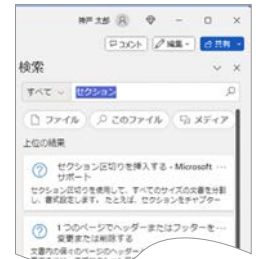 神戸 太郎
コメント 編集 共有
検索
すべて セクション
ファイル このファイル メディア
上位の結果
セクション区切りを挿入する - Microsoft …
サポート
セクション区切りを使用して、すべてのサイズの文書を分割
し、書式設定します。たとえば、セクションをチャプター
1 つのページでヘッダーまたはフッターを…
変更または削除する
文書内の個々のページのヘッダー